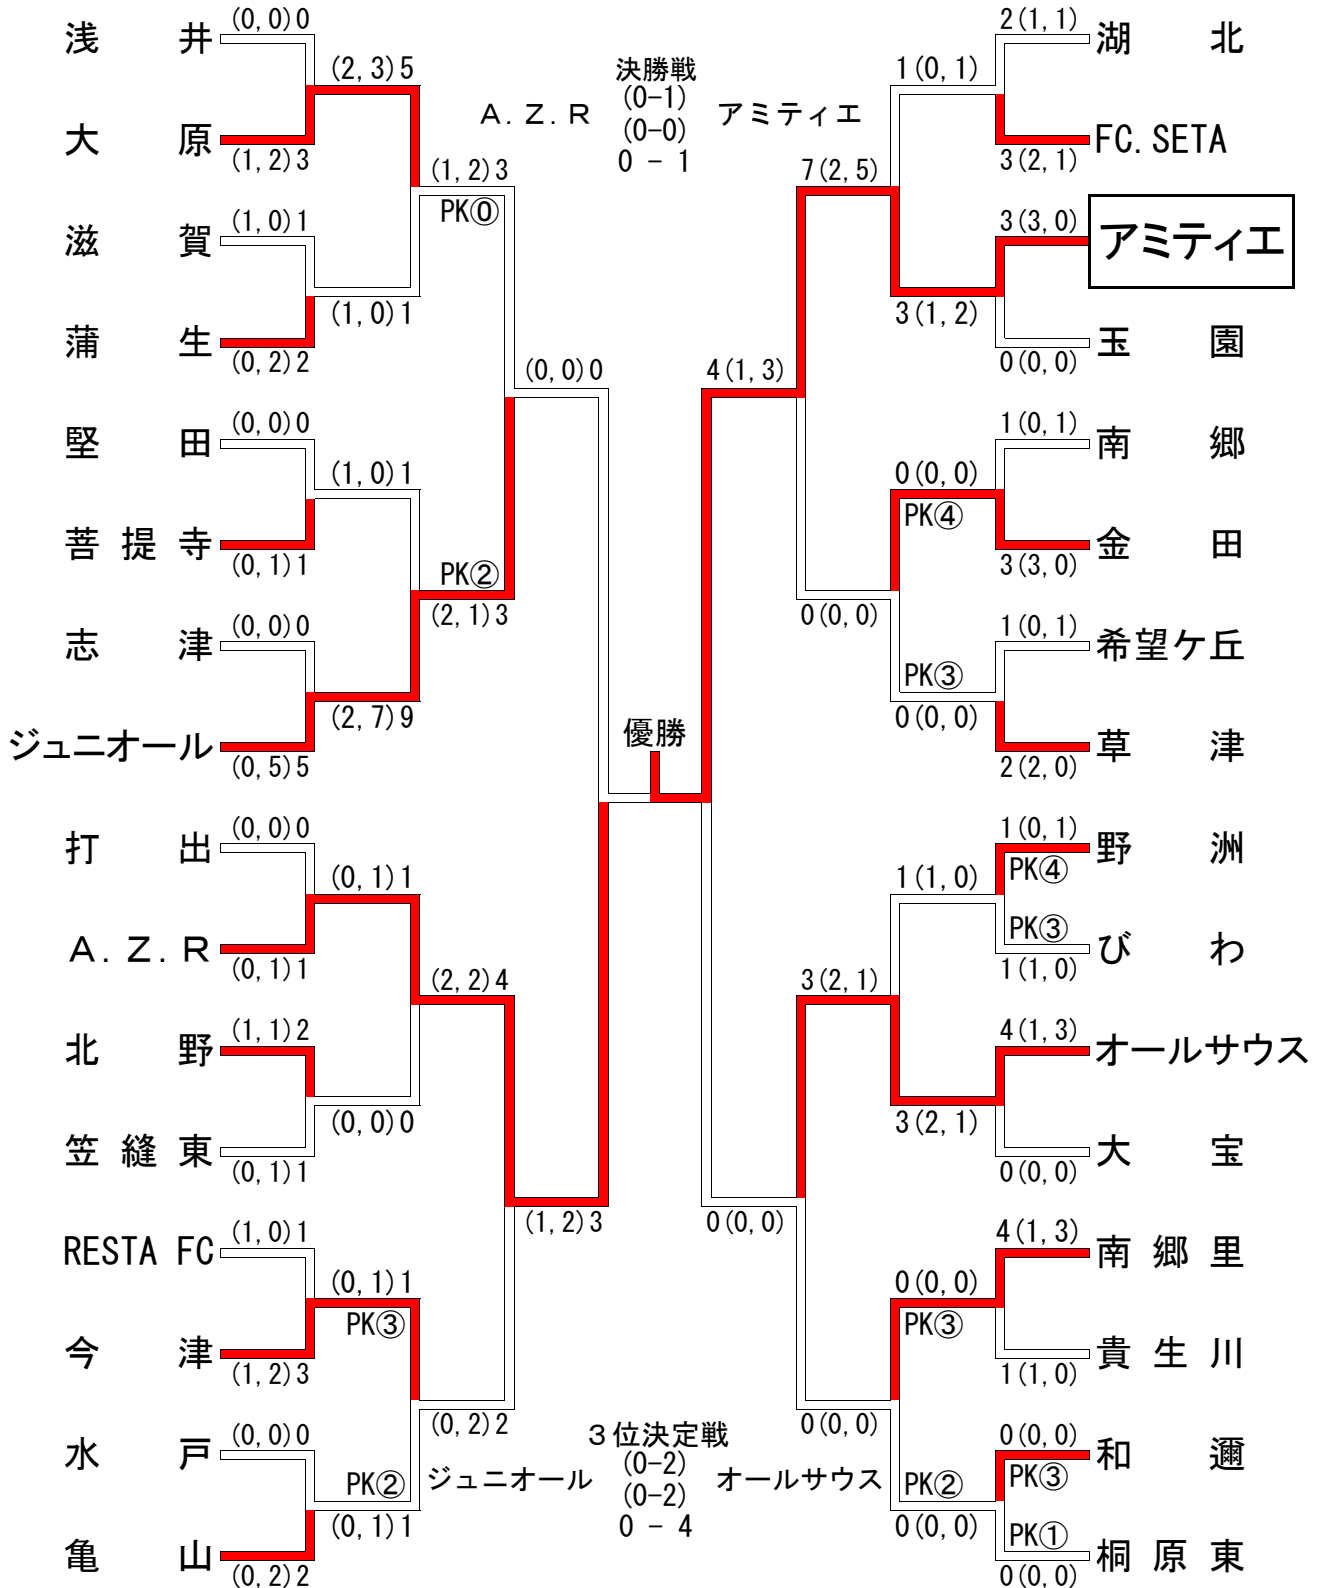 決勝戦
A.Z.R (0-1) アミティエ
(0-0)
0 - 1
浅井 (0,0)0
(2,3)5
大原 (1,2)3
(1,2)3
PK⓪
滋賀 (1,0)1
(1,0)1
蒲生 (0,2)2
(0,0)0
堅田 (0,0)0
(1,0)1
菩提寺 (0,1)1
PK②
(2,1)3
志津 (0,0)0
(2,7)9
ジュニオール (0,5)5
優勝
打出 (0,0)0
(0,1)1
A.Z.R (0,1)1
(2,2)4
北野 (1,1)2
(0,0)0
笠縫東 (0,1)1
(1,2)3
RESTA FC (1,0)1
(0,1)1
PK③
今津 (1,2)3
(0,2)2
水戸 (0,0)0
PK②
(0,1)1
亀山 (0,2)2
2(1,1) 湖北
1(0,1)
3(2,1) FC.SETA
7(2,5)
3(3,0) アミティエ
3(1,2)
0(0,0) 玉園
4(1,3)
1(0,1) 南郷
0(0,0)
PK④
3(3,0) 金田
0(0,0)
1(0,1) 希望ケ丘
PK③
0(0,0)
2(2,0) 草津
1(0,1) 野洲
PK④
1(1,0)
PK③
1(1,0) びわ
3(2,1)
4(1,3) オールサウス
3(2,1)
0(0,0) 大宝
0(0,0)
4(1,3) 南郷里
0(0,0)
PK③
1(1,0) 貴生川
0(0,0)
0(0,0) 和邇
PK③
PK②
0(0,0)
PK①
0(0,0) 桐原東
3位決定戦
ジュニオール (0-2) オールサウス
(0-2)
0 - 4